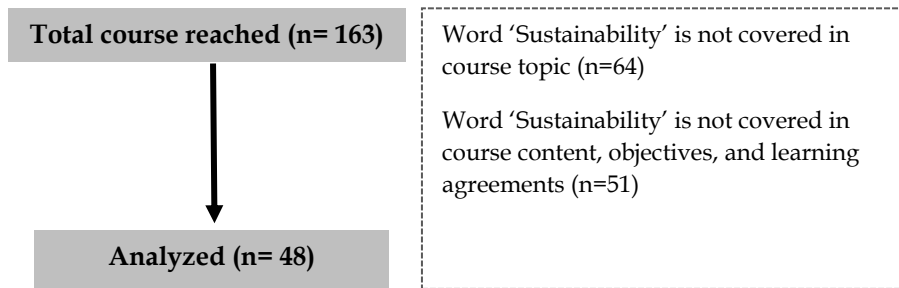 Total course reached (n= 163)
Analyzed (n= 48)
Word ‘Sustainability’ is not covered in
course topic (n=64)
Word ‘Sustainability’ is not covered in
course content, objectives, and learning
agreements (n=51)